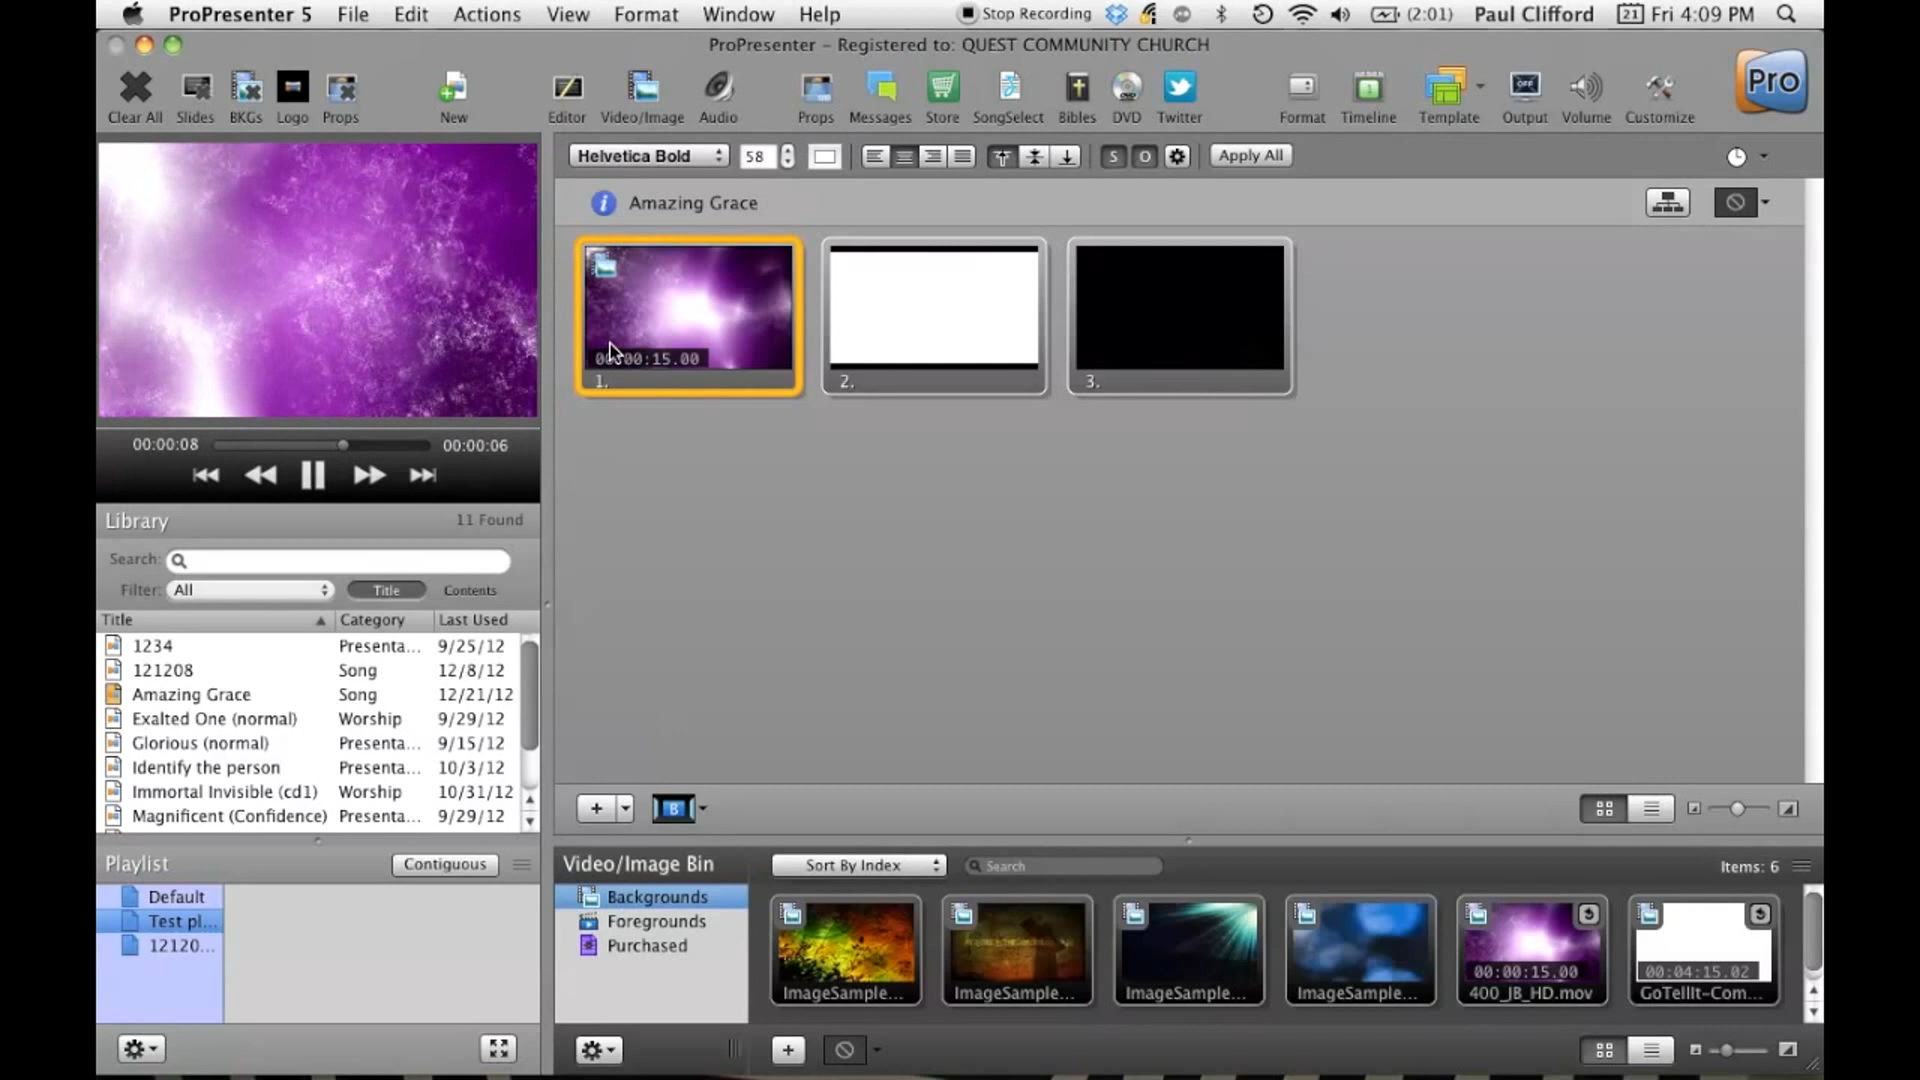 ProPresenter 5 File Edit Actions View Format Window Help Stop Recording (2:01) Paul Clifford 21 Fri 4:09 PM
ProPresenter – Registered to: QUEST COMMUNITY CHURCH
Clear All Slides BKGs Logo Props New Editor Video/Image Audio Props Messages Store SongSelect Bibles DVD Twitter Format Timeline Template Output Volume Customize
Pro
OFF
1
Helvetica Bold 58 S O Apply All
Amazing Grace
1. 2. 3.
00:00:08 00:00:06
Library 11 Found
Search:
Filter: All Title Contents
Title Category Last Used
1234 Presenta... 9/25/12
121208 Song 12/8/12
Amazing Grace Song 12/21/12
Exalted One (normal) Worship 9/29/12
Glorious (normal) Presenta... 9/15/12
Identify the person Presenta... 10/3/12
Immortal Invisible (cd1) Worship 10/31/12
Magnificent (Confidence) Presenta... 9/29/12
B
Playlist Contiguous
Default
Test pl...
12120...
Video/Image Bin Sort By Index Search Items: 6
Backgrounds
Foregrounds
Purchased
00:00:15.00 00:04:15.02
ImageSample... ImageSample... ImageSample... ImageSample... 400_JB_HD.mov GoTellIt-Com...